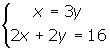 x = 3y
2x + 2y = 16